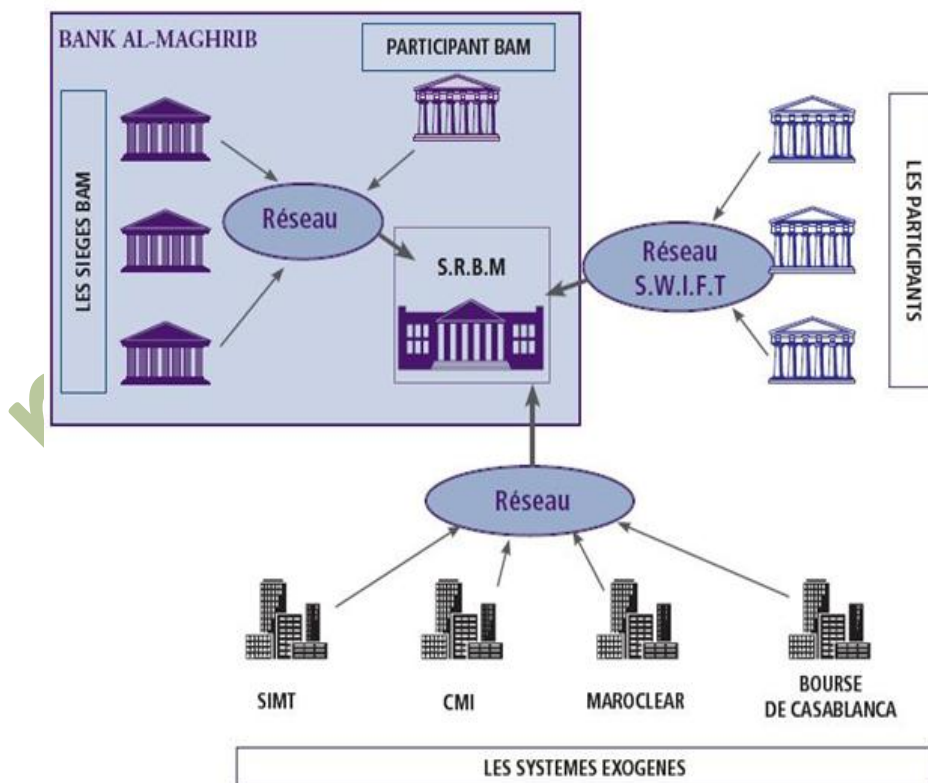 BANK AL-MAGHRIB
PARTICIPANT BAM
LES SIEGES BAM
Réseau
S.R.B.M
Réseau
S.W.I.F.T
LES PARTICIPANTS
Réseau
SIMT
CMI
MAROCLEAR
BOURSE
DE CASABLANCA
LES SYSTEMES EXOGENES